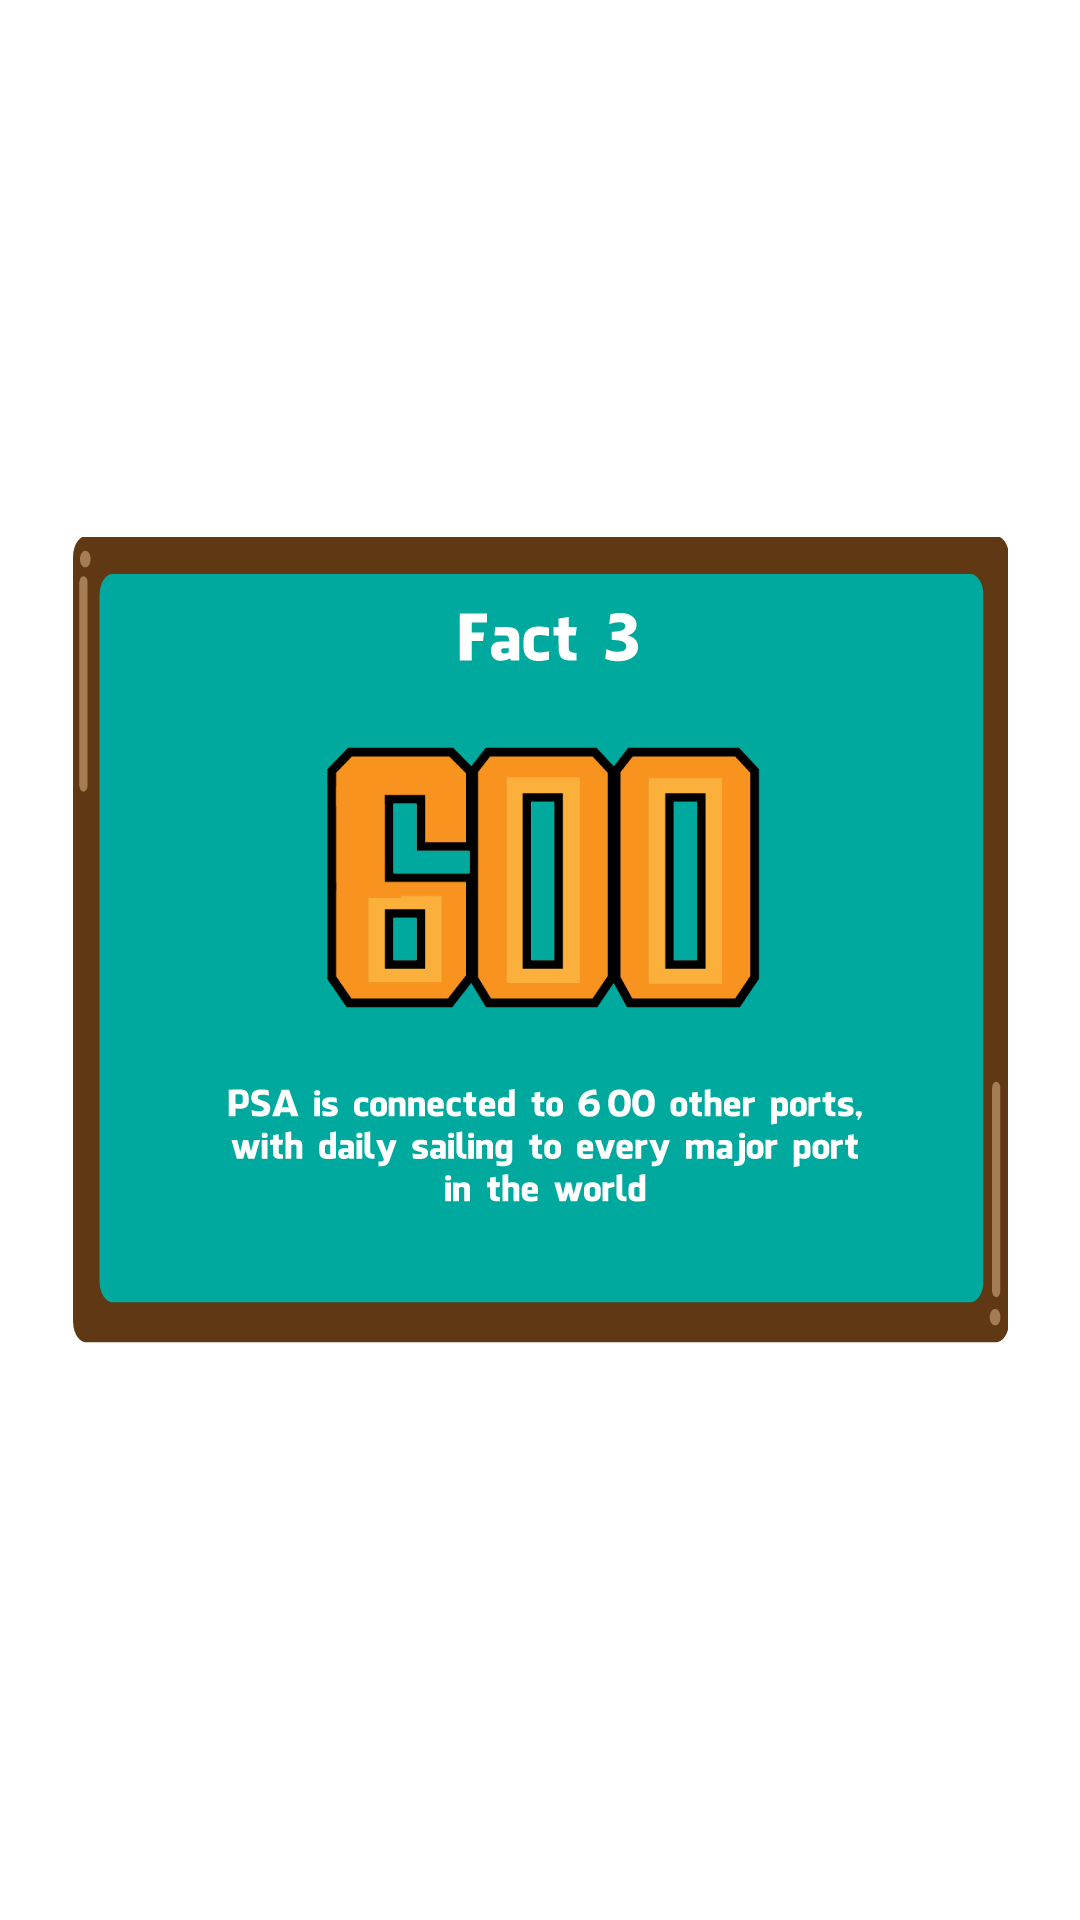 Fact 3
600
PSA is connected to 600 other ports,
with daily sailing to every major port
in the world